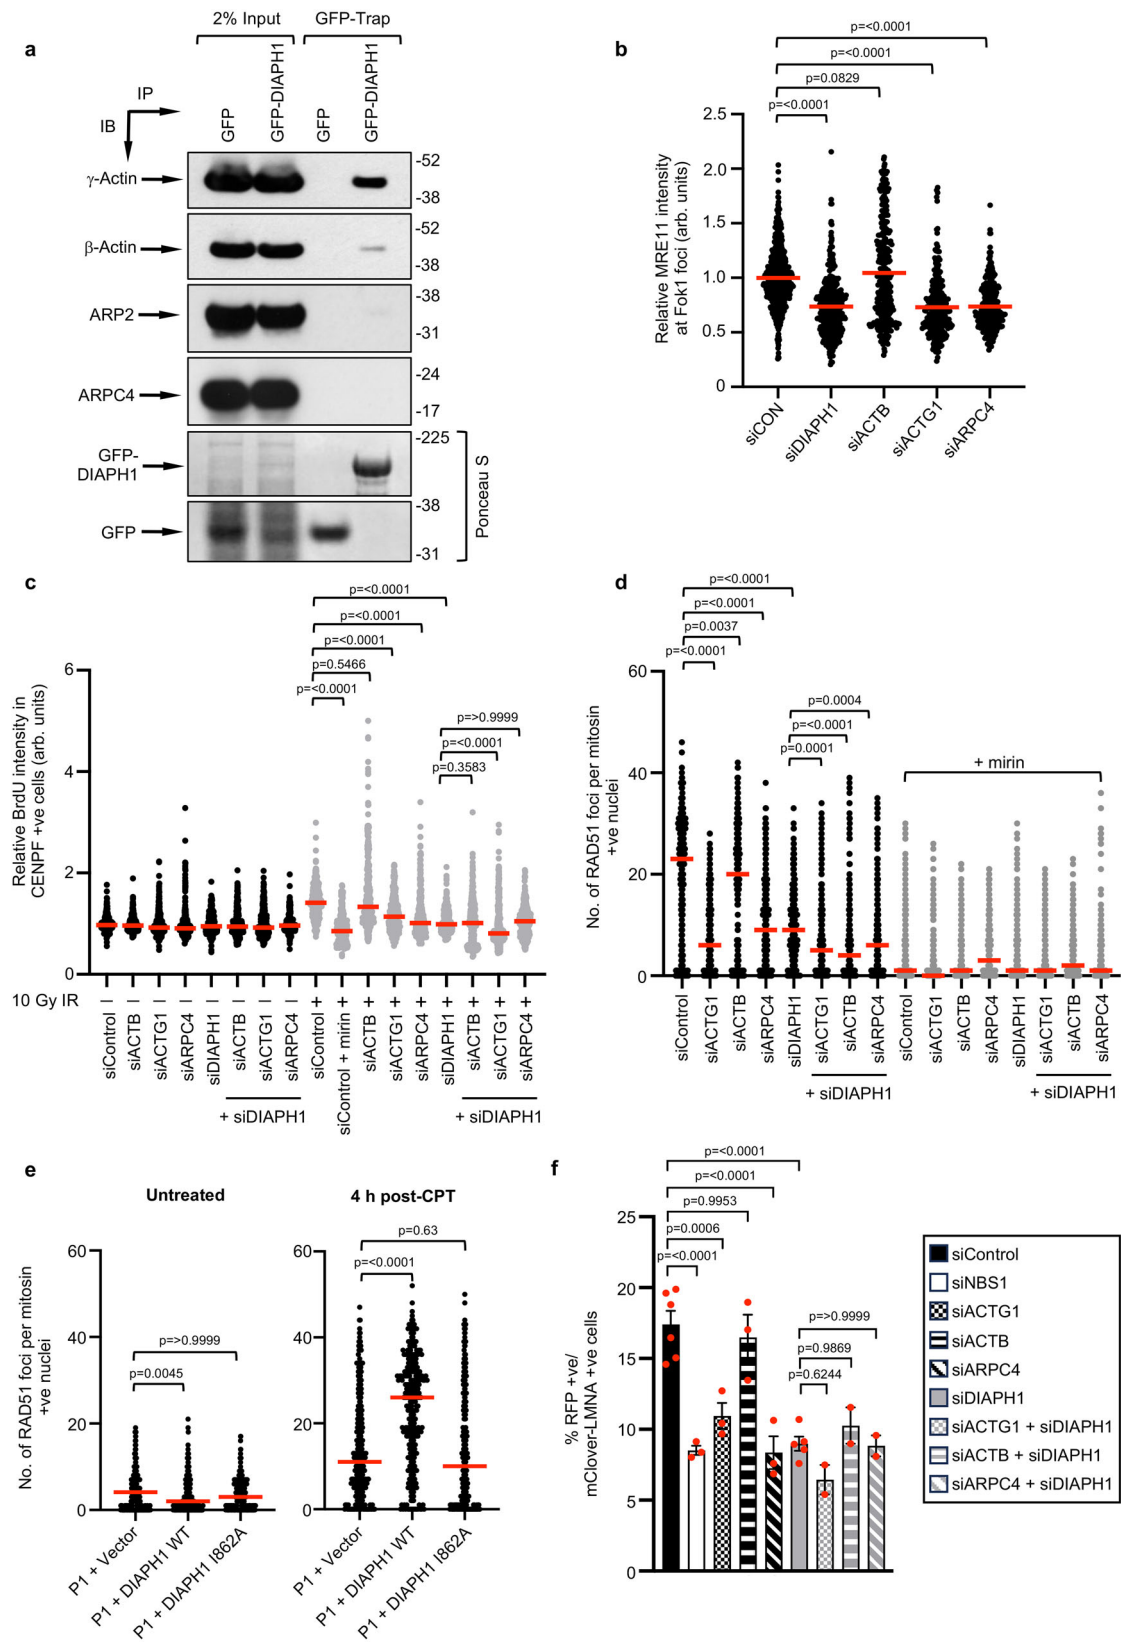 a
2% Input
GFP-Trap
IP
IB
GFP
GFP-DIAPH1
GFP
GFP-DIAPH1
γ-Actin
-52
-38
β-Actin
-52
-38
ARP2
-38
-31
ARPC4
-24
-17
GFP-
DIAPH1
-225
GFP
-38
-31
Ponceau S
b
p=<0.0001
p=<0.0001
p=0.0829
p=<0.0001
Relative MRE11 intensity
at Fok1 foci (arb. units)
2.5
2.0
1.5
1.0
0.5
0
siCON
siDIAPH1
siACTB
siACTG1
siARPC4
c
p=<0.0001
p=<0.0001
p=<0.0001
p=0.5466
p=<0.0001
p=>0.9999
p=<0.0001
p=0.3583
Relative BrdU intensity in
CENPF +ve cells (arb. units)
6
4
2
0
10 Gy IR – – – – – – – – + + + + + + + + +
siControl
siACTB
siACTG1
siARPC4
siDIAPH1
siACTB
siACTG1
siARPC4
siControl
siControl + mirin
siACTB
siACTG1
siARPC4
siDIAPH1
siACTB
siACTG1
siARPC4
+ siDIAPH1
+ siDIAPH1
d
p=<0.0001
p=<0.0001
p=0.0037
p=<0.0001
p=0.0004
p=<0.0001
p=0.0001
+ mirin
No. of RAD51 foci per mitosin
+ve nuclei
60
40
20
0
siControl
siACTG1
siACTB
siARPC4
siDIAPH1
siACTG1
siACTB
siARPC4
siControl
siACTG1
siACTB
siARPC4
siDIAPH1
siACTG1
siACTB
siARPC4
+ siDIAPH1
+ siDIAPH1
e
Untreated
No. of RAD51 foci per mitosin
+ve nuclei
60
40
20
0
p=>0.9999
p=0.0045
P1 + Vector
P1 + DIAPH1 WT
P1 + DIAPH1 I862A
4 h post-CPT
60
40
20
0
p=0.63
p=<0.0001
P1 + Vector
P1 + DIAPH1 WT
P1 + DIAPH1 I862A
f
p=<0.0001
p=<0.0001
p=0.9953
p=0.0006
p=<0.0001
p=>0.9999
p=0.9869
p=0.6244
% RFP +ve/
mClover-LMNA +ve cells
25
20
15
10
5
0
siControl
siNBS1
siACTG1
siACTB
siARPC4
siDIAPH1
siACTG1 + siDIAPH1
siACTB + siDIAPH1
siARPC4 + siDIAPH1